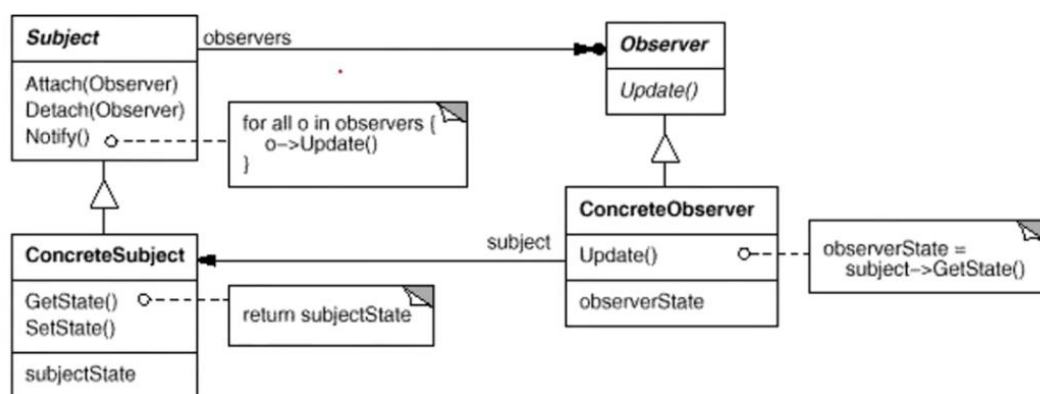 Subject
observers
Observer
Attach(Observer)
Detach(Observer)
Notify()
for all o in observers {
o->Update()
}
Update()
ConcreteSubject
GetState()
SetState()
subjectState
return subjectState
subject
ConcreteObserver
Update()
observerState
observerState =
subject->GetState()